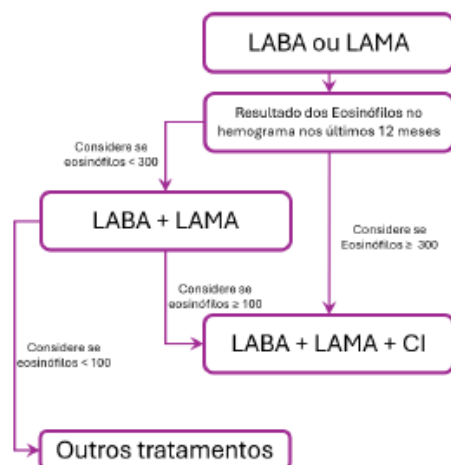 LABA ou LAMA
Resultado dos Eosinófilos no
hemograma nos últimos 12 meses
Considere se
eosinófilos < 300
LABA + LAMA
Considere se
Eosinófilos ≥ 300
Considere se
eosinófilos ≥ 100
LABA + LAMA + CI
Considere se
eosinófilos < 100
Outros tratamentos